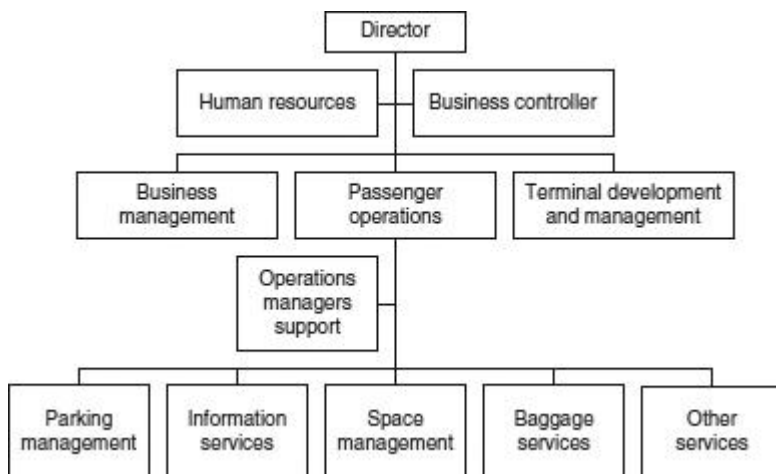 Director
Human resources
Business controller
Business
management
Passenger
operations
Terminal development
and management
Operations
managers
support
Parking
management
Information
services
Space
management
Baggage
services
Other
services